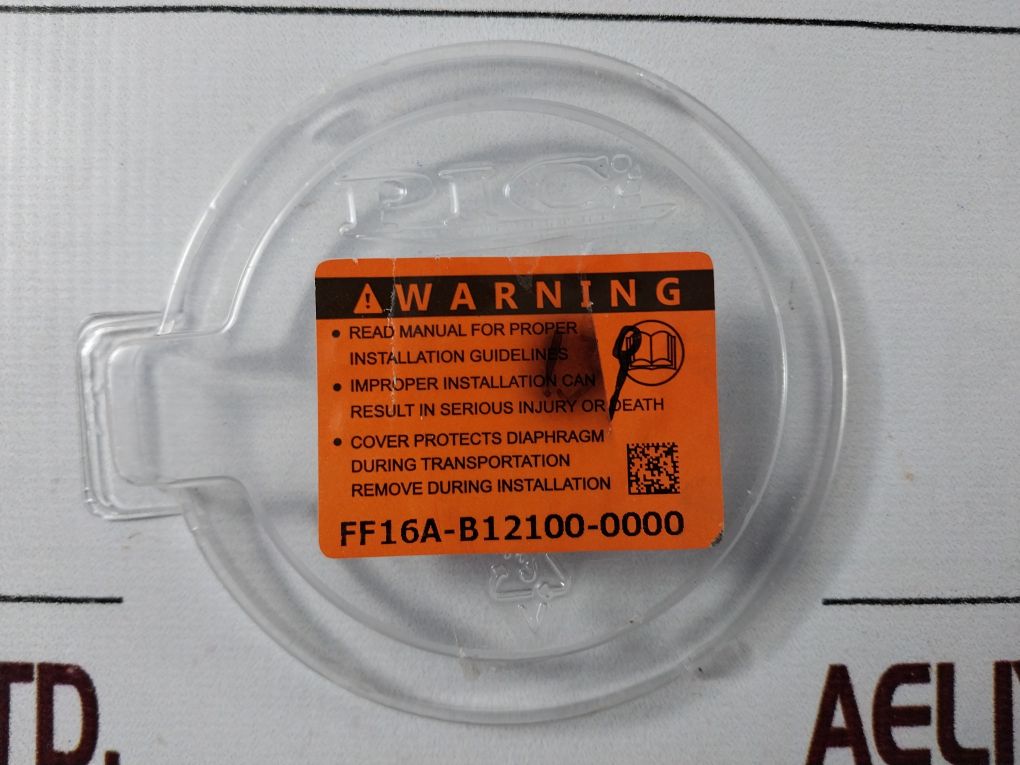 PIC
WARNING
• READ MANUAL FOR PROPER
INSTALLATION GUIDELINES
• IMPROPER INSTALLATION CAN
RESULT IN SERIOUS INJURY OR DEATH
• COVER PROTECTS DIAPHRAGM
DURING TRANSPORTATION
REMOVE DURING INSTALLATION
FF16A-B12100-0000
TD.
AELIY